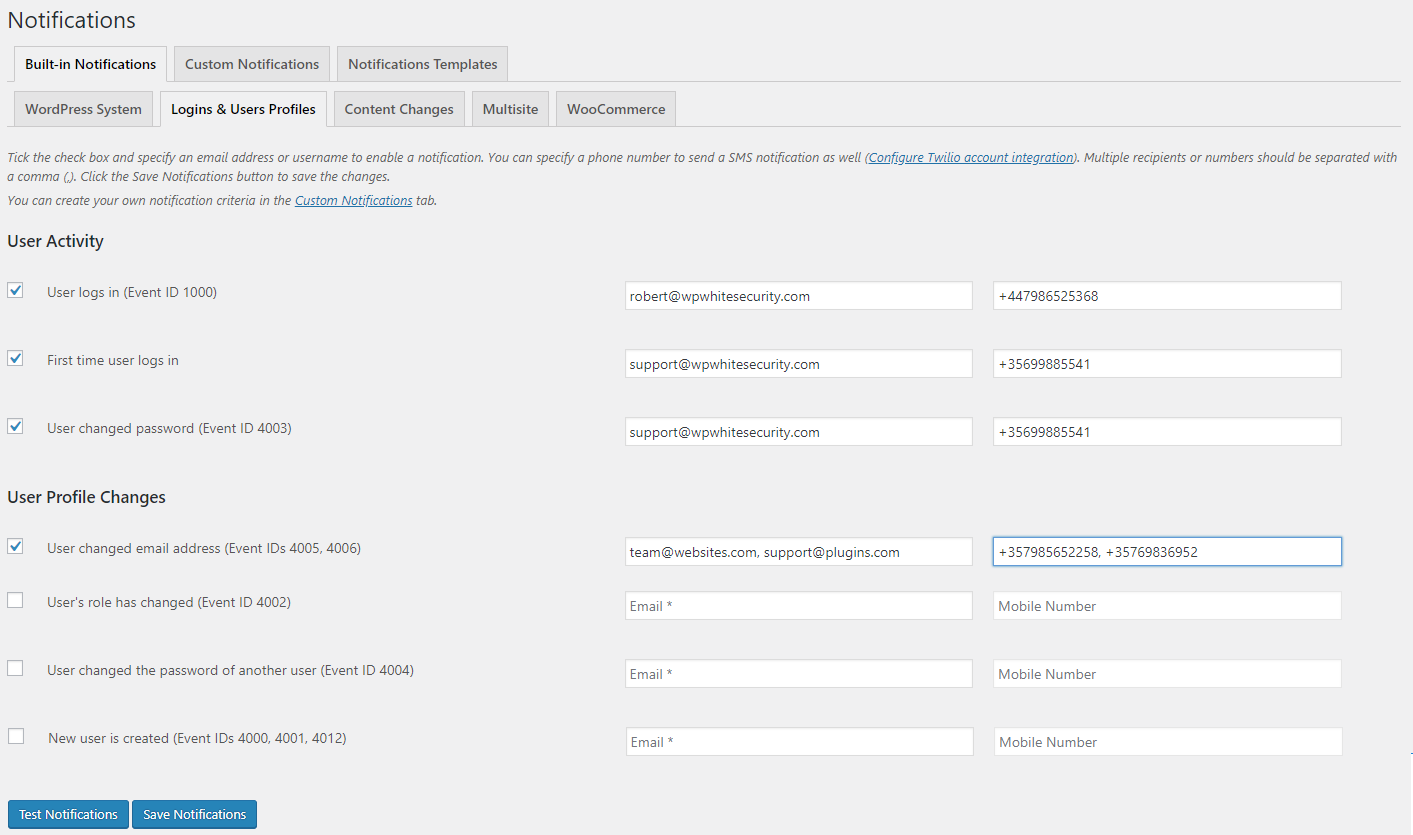 Notifications
Built-in Notifications Custom Notifications Notifications Templates
WordPress System Logins & Users Profiles Content Changes Multisite WooCommerce
Tick the check box and specify an email address or username to enable a notification. You can specify a phone number to send a SMS notification as well (Configure Twilio account integration). Multiple recipients or numbers should be separated with
a comma (,). Click the Save Notifications button to save the changes.
You can create your own notification criteria in the Custom Notifications tab.
User Activity
User logs in (Event ID 1000) robert@wpwhitesecurity.com +447986525368
First time user logs in support@wpwhitesecurity.com +35699885541
User changed password (Event ID 4003) support@wpwhitesecurity.com +35699885541
User Profile Changes
User changed email address (Event IDs 4005, 4006) team@websites.com, support@plugins.com +357985652258, +35769836952
User's role has changed (Event ID 4002) Email * Mobile Number
User changed the password of another user (Event ID 4004) Email * Mobile Number
New user is created (Event IDs 4000, 4001, 4012) Email * Mobile Number
Test Notifications Save Notifications